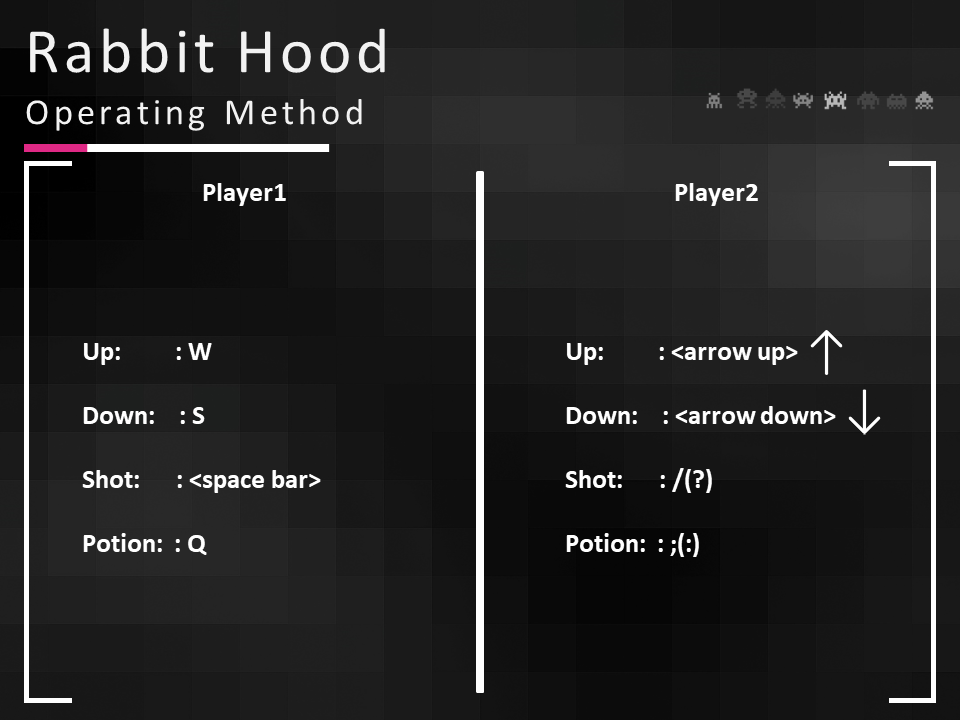 Rabbit Hood
Operating Method
Player1
Up: : W
Down: : S
Shot: : <space bar>
Potion: : Q
Player2
Up: : <arrow up>
Down: : <arrow down>
Shot: : /(?)
Potion: : ;(:)